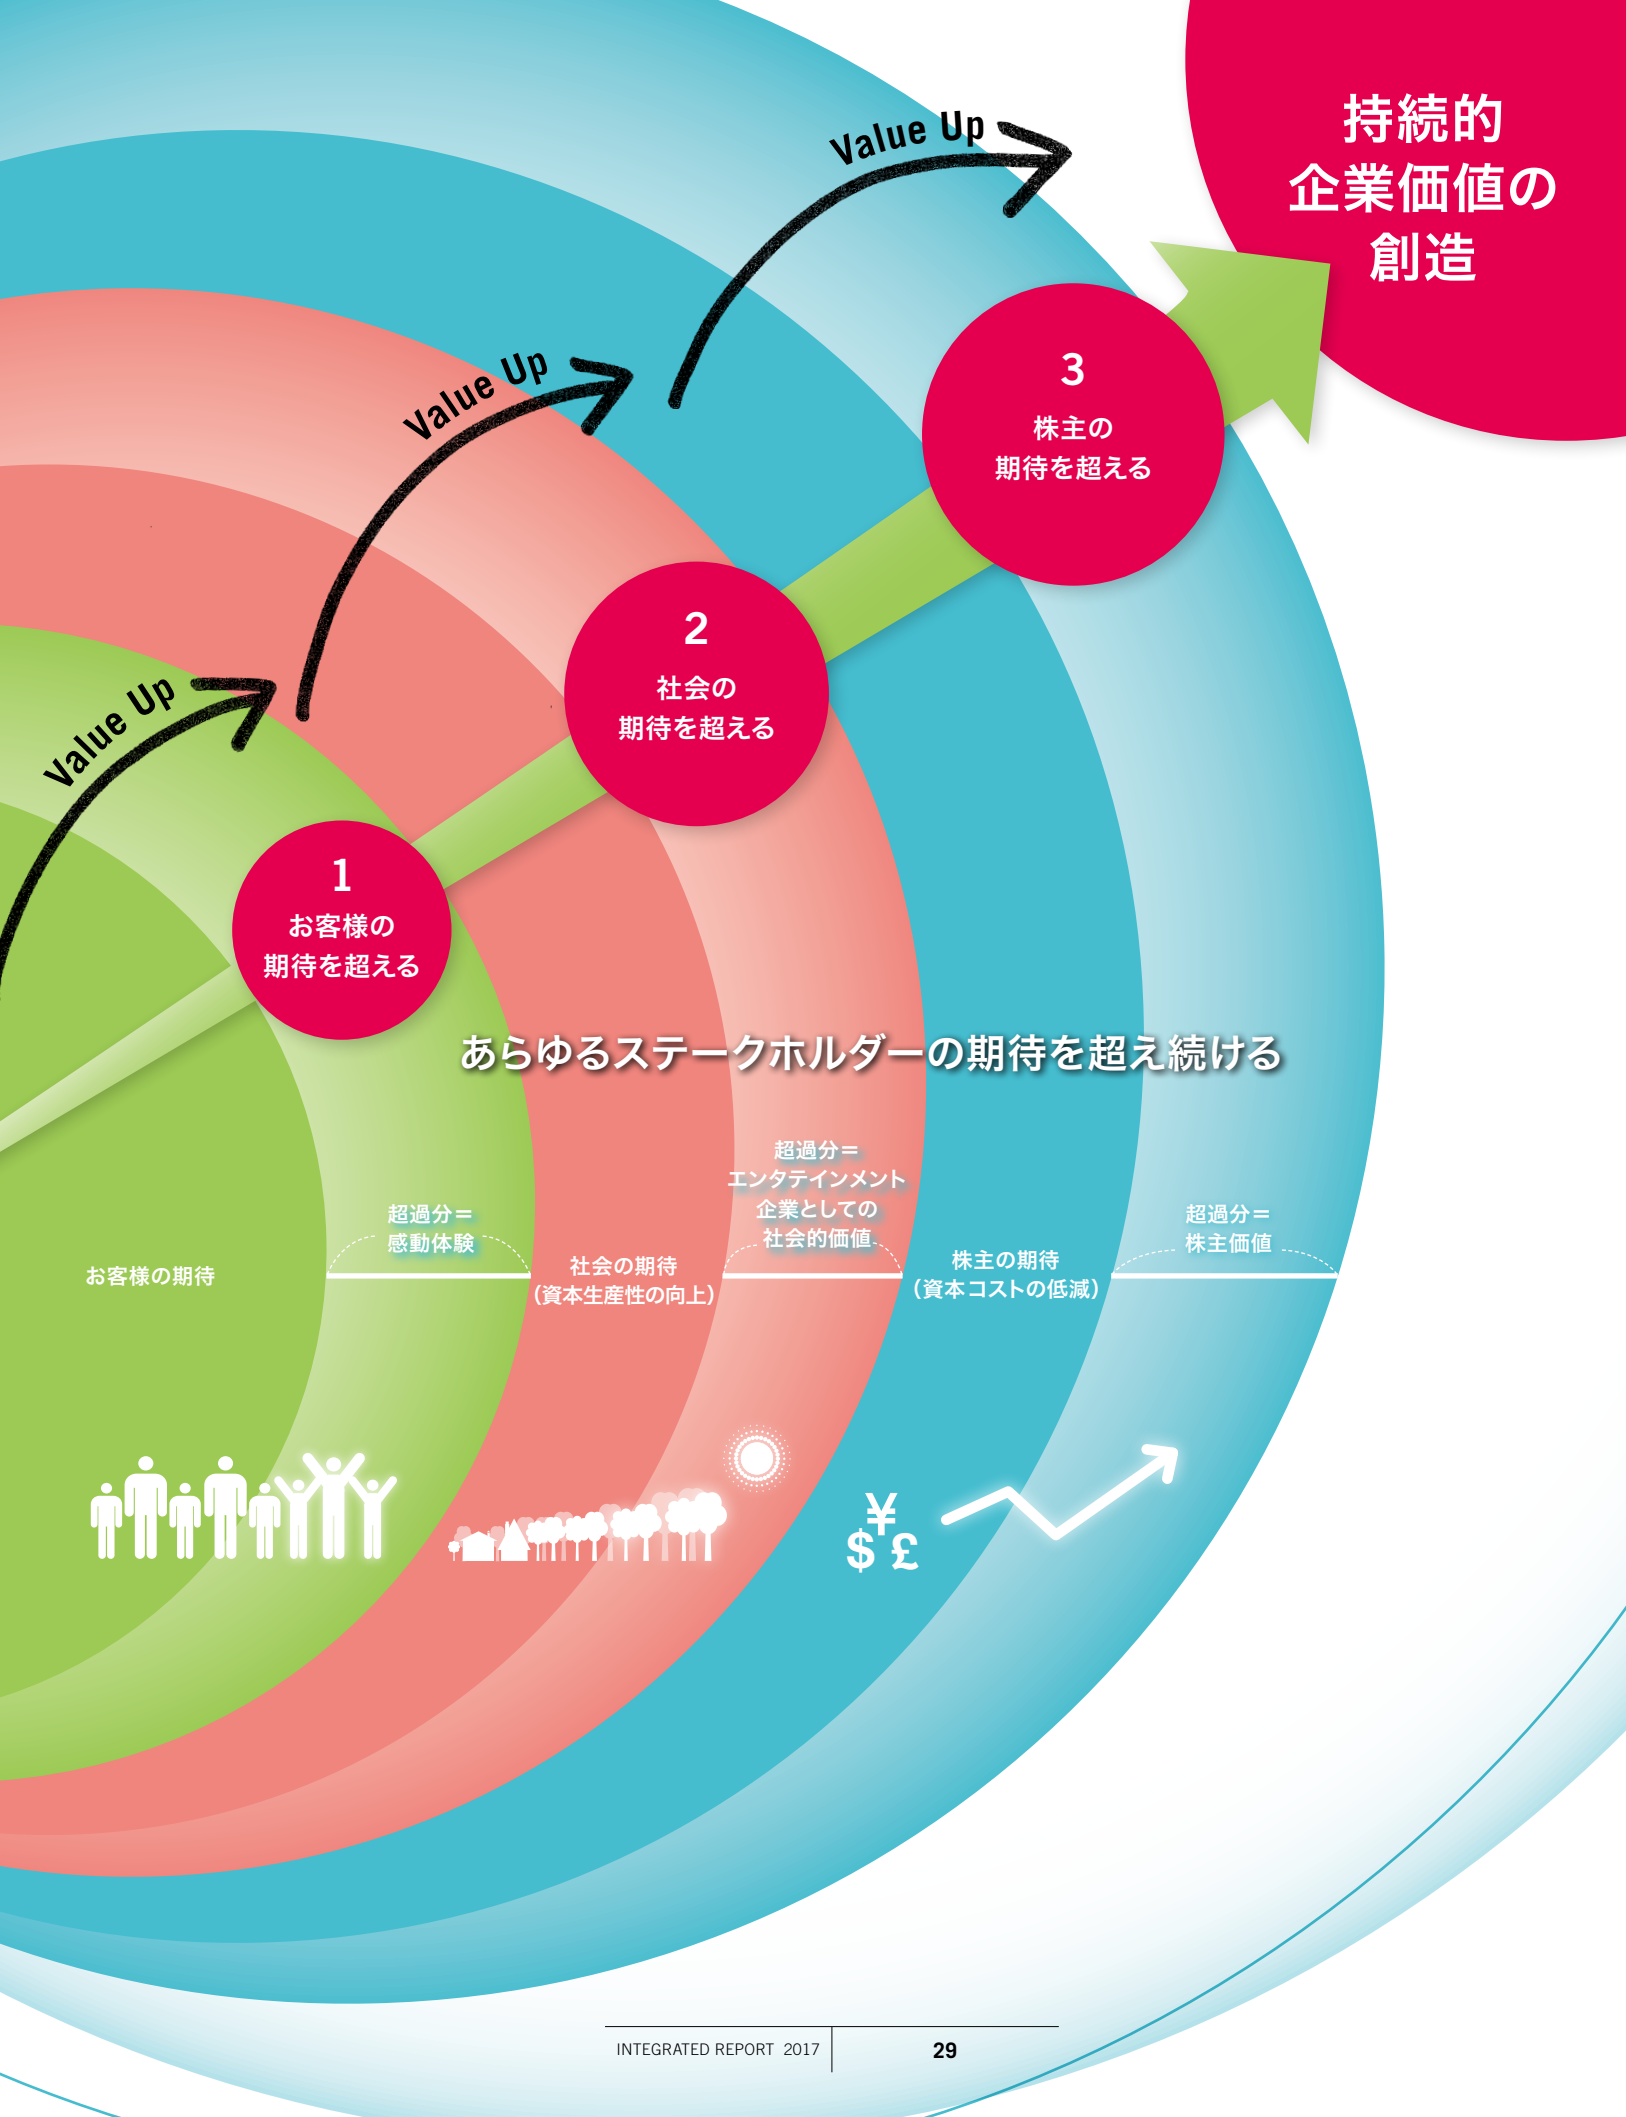 持続的
企業価値の
創造
Value Up
3
株主の
期待を超える
Value Up
2
社会の
期待を超える
Value Up
1
お客様の
期待を超える
あらゆるステークホルダーの期待を超え続ける
お客様の期待
超過分＝
感動体験
社会の期待
（資本生産性の向上）
超過分＝
エンタテインメント
企業としての
社会的価値
株主の期待
（資本コストの低減）
超過分＝
株主価値
¥
$ £
INTEGRATED REPORT 2017
29